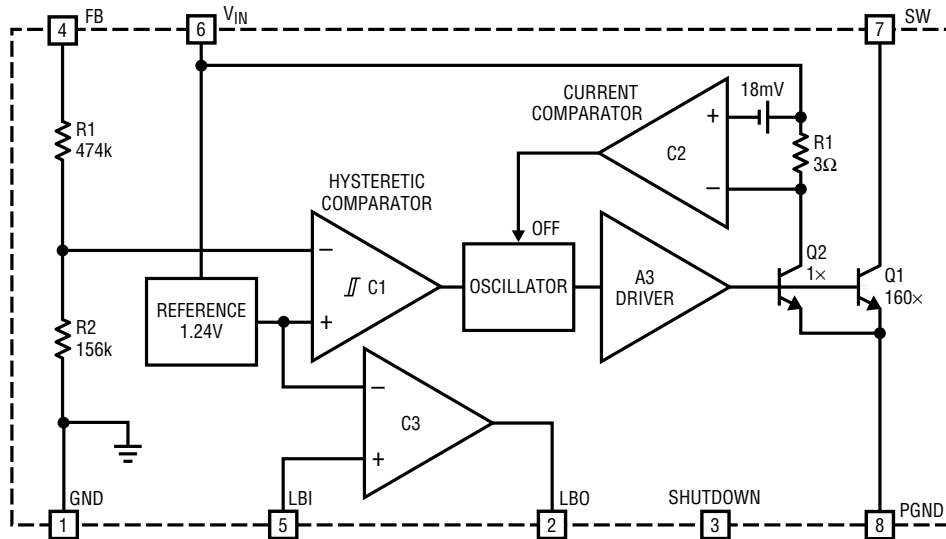 4 FB
6 VIN
SW 7
R1
474k
CURRENT
COMPARATOR
18mV
+
C2
−
R1
3Ω
HYSTERETIC
COMPARATOR
−
C1
+
OFF
OSCILLATOR
A3
DRIVER
Q2
1×
Q1
160×
REFERENCE
1.24V
R2
156k
−
C3
+
GND
1
LBI
5
LBO
2
SHUTDOWN
3
PGND
8